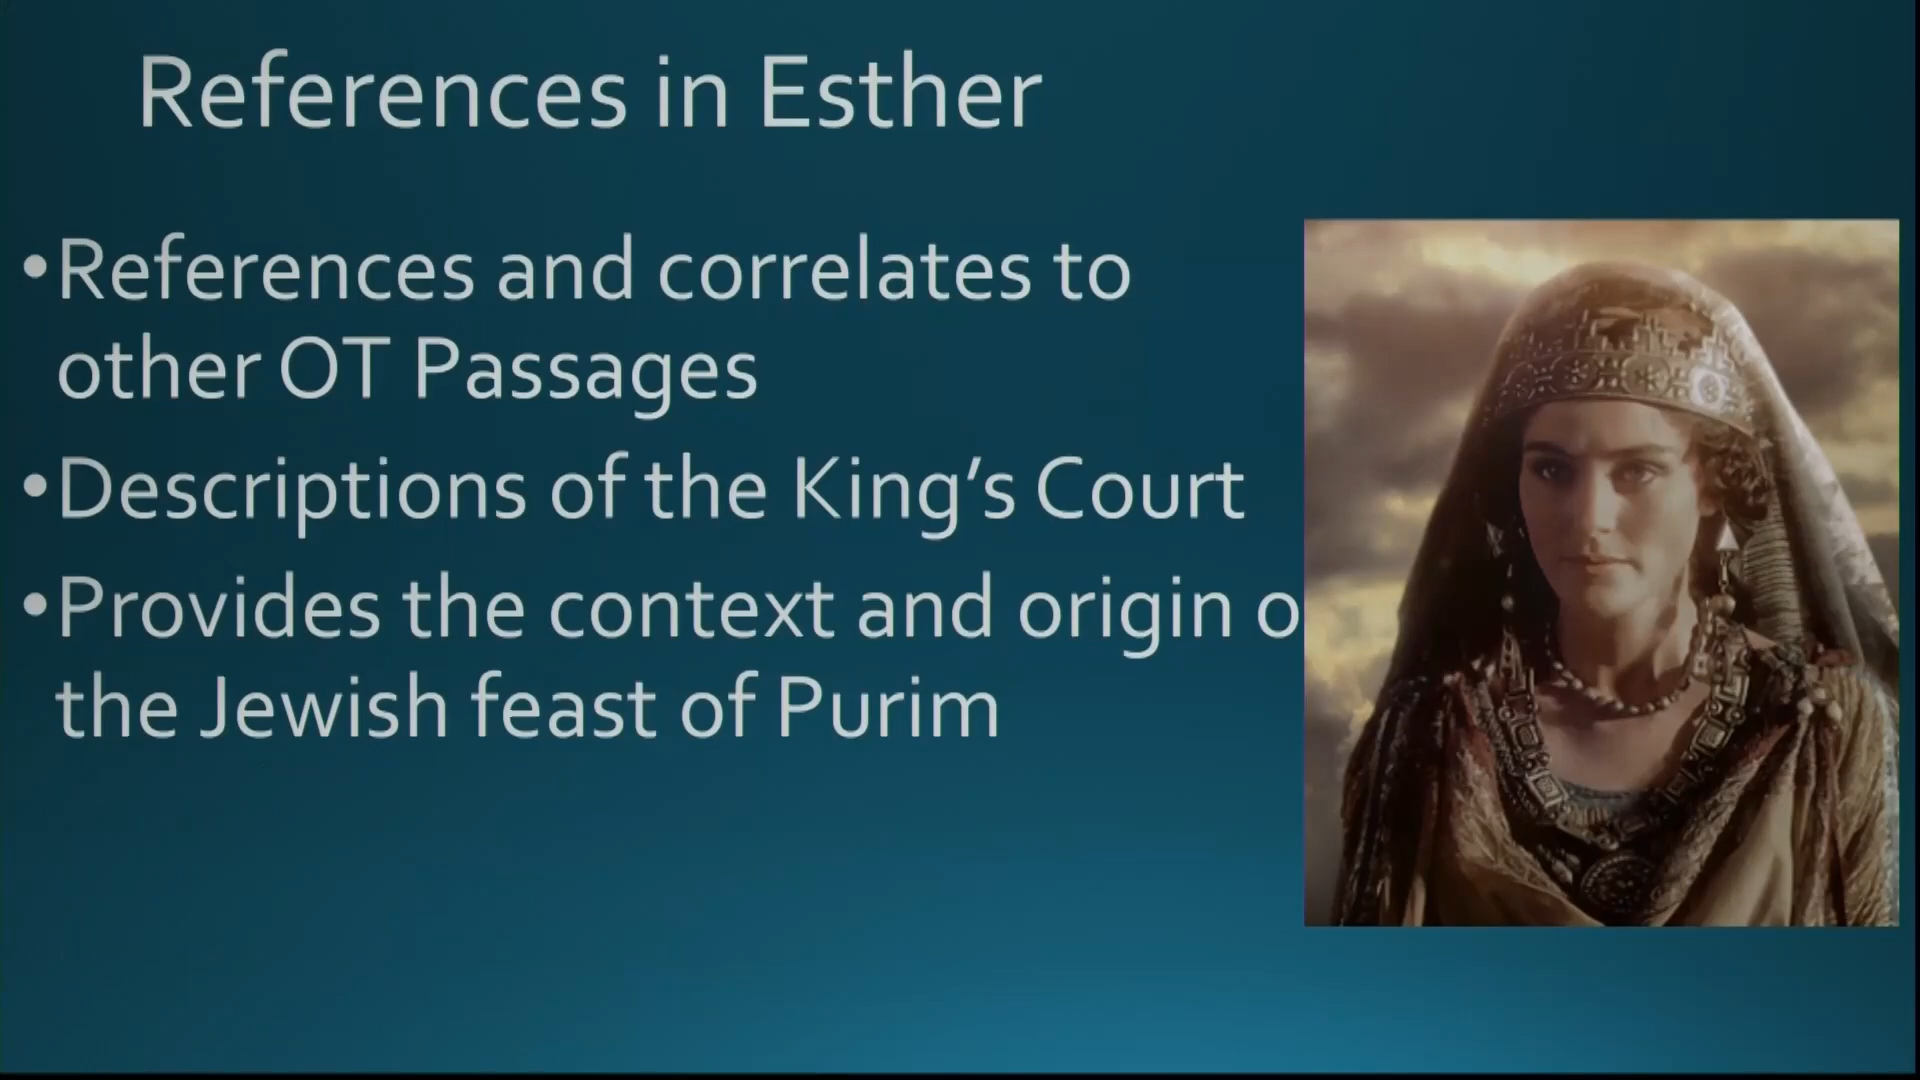 References in Esther
•References and correlates to
other OT Passages
•Descriptions of the King's Court
•Provides the context and origin o
the Jewish feast of Purim